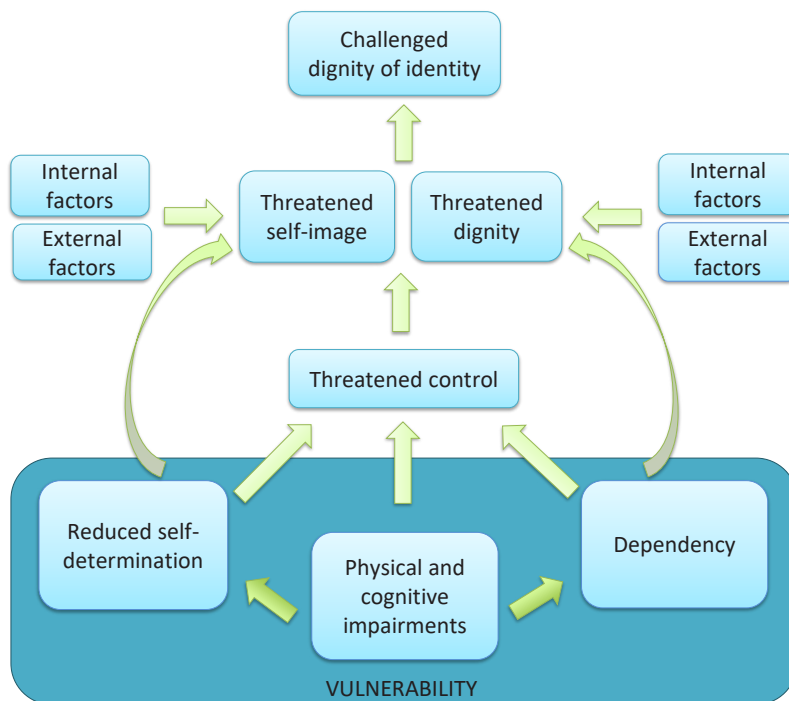 Challenged
dignity of identity
Internal
factors
External
factors
Threatened
self-image
Threatened
dignity
Internal
factors
External
factors
Threatened control
Reduced self-
determination
Physical and
cognitive
impairments
Dependency
VULNERABILITY